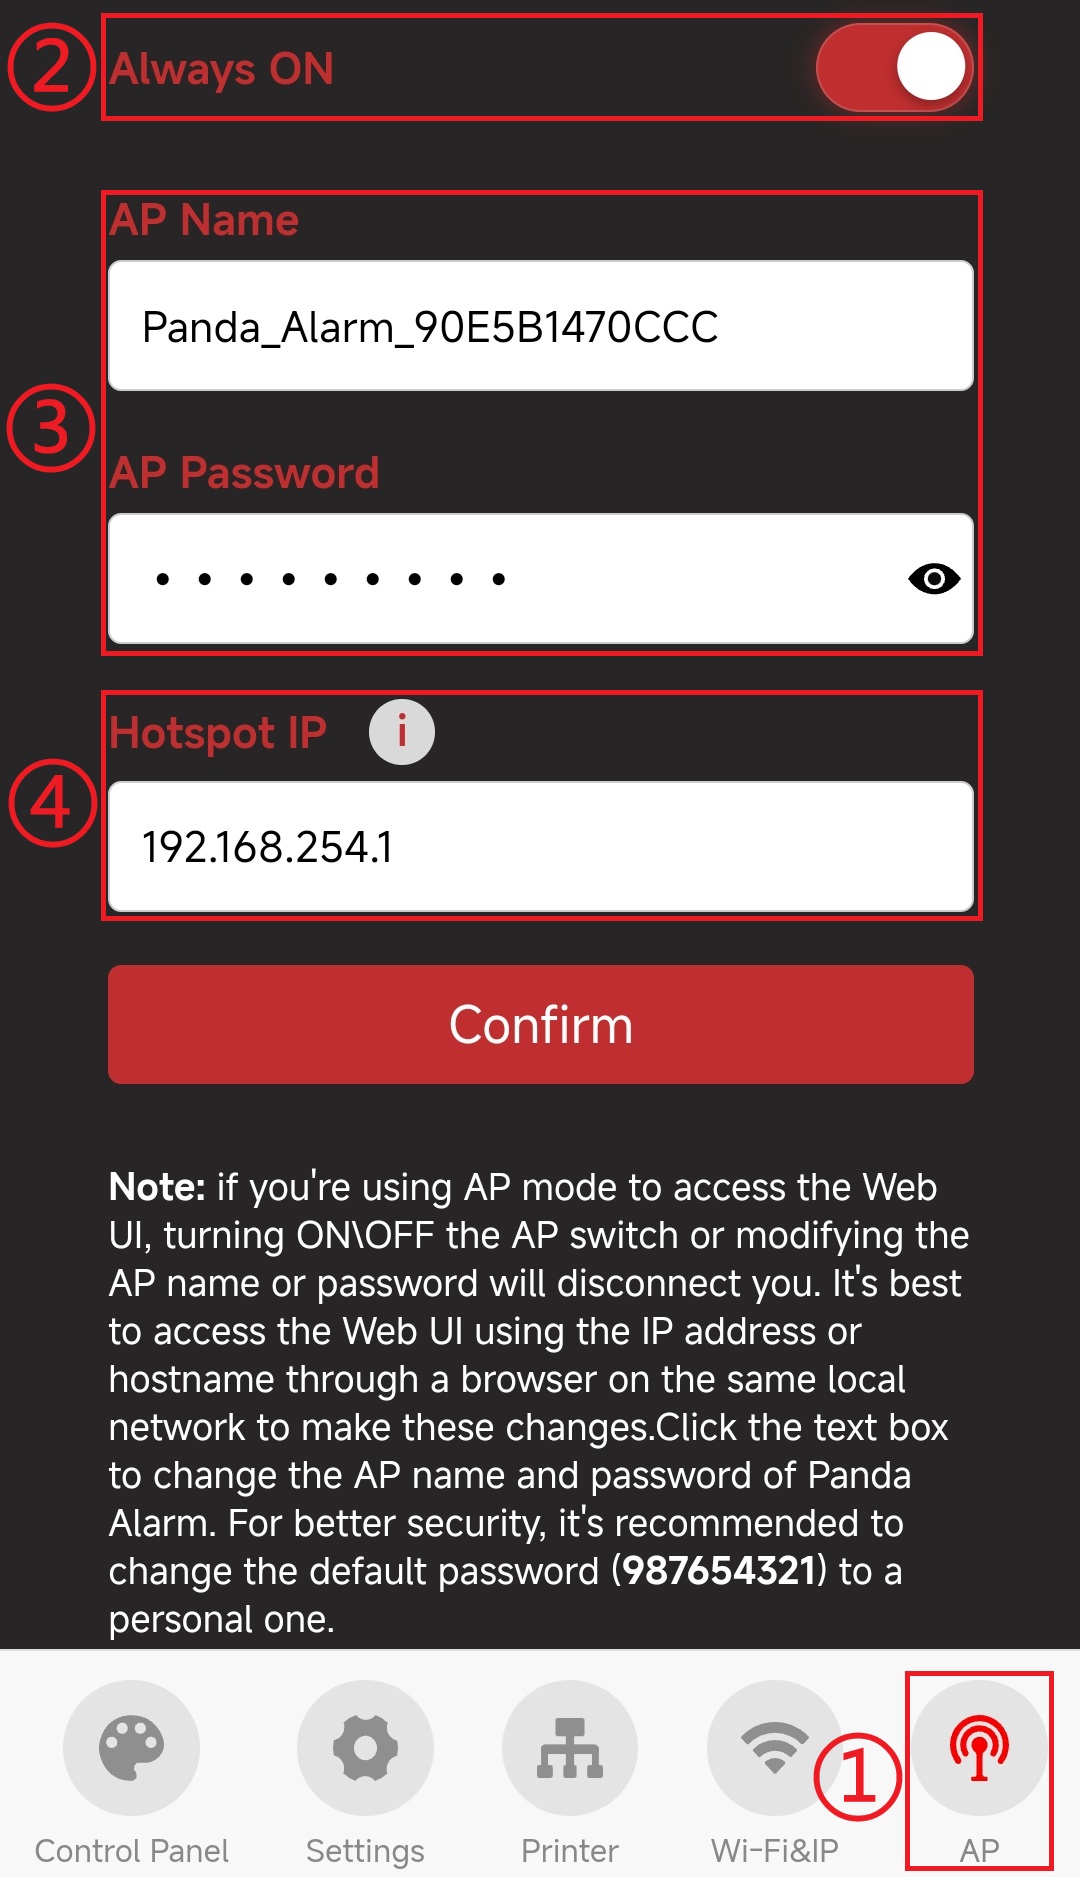 ② Always ON
AP Name
Panda_Alarm_90E5B1470CCC
③
AP Password
• • • • • • • • •
Hotspot IP i
④
192.168.254.1
Confirm
Note: if you're using AP mode to access the Web
UI, turning ON\OFF the AP switch or modifying the
AP name or password will disconnect you. It's best
to access the Web UI using the IP address or
hostname through a browser on the same local
network to make these changes.Click the text box
to change the AP name and password of Panda
Alarm. For better security, it's recommended to
change the default password (987654321) to a
personal one.
①
Control Panel Settings Printer Wi-Fi&IP AP